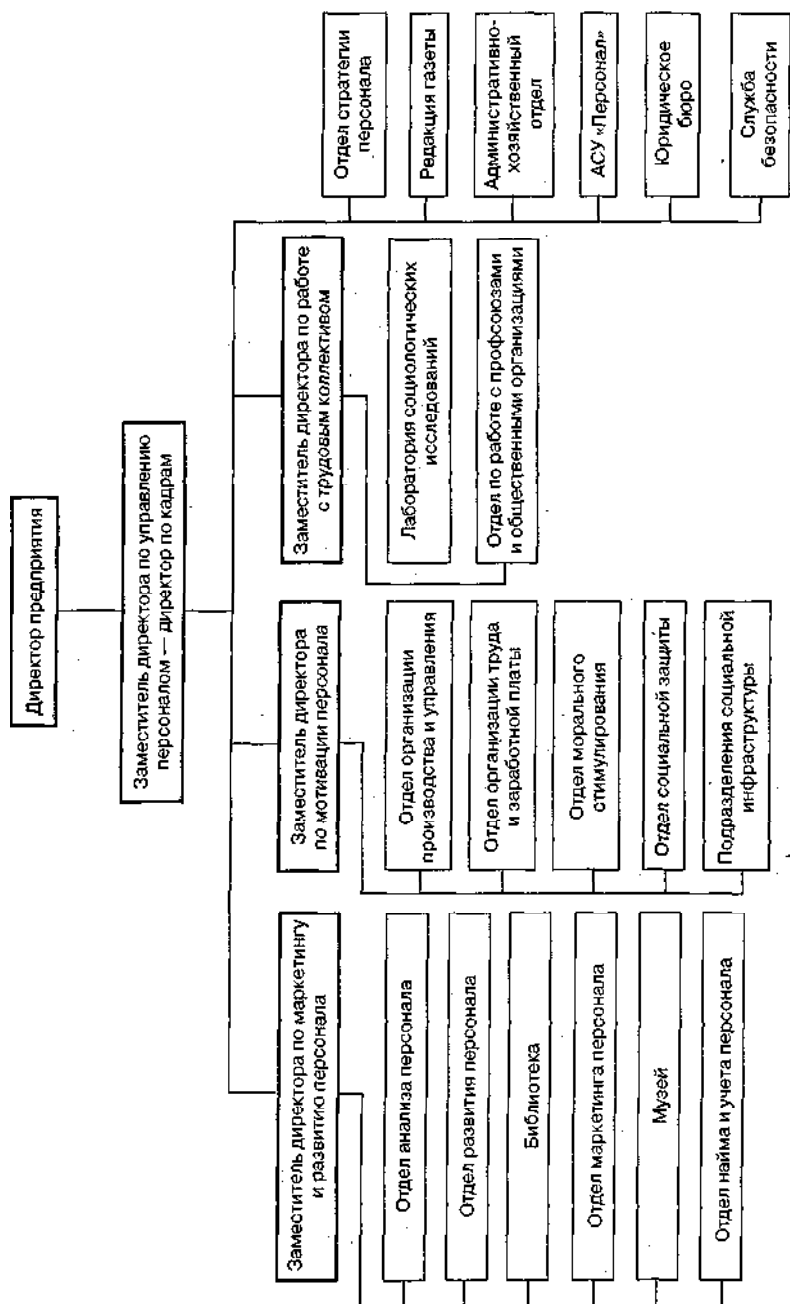 Директор предприятия
Заместитель директора по управлению
персоналом — директор по кадрам
Заместитель директора по маркетингу
и развитию персонала
Отдел анализа персонала
Отдел развития персонала
Библиотека
Отдел маркетинга персонала
Музей
Отдел найма и учета персонала
Заместитель директора
по мотивации персонала
Отдел организации
производства и управления
Отдел организации труда
и заработной платы
Отдел морального
стимулирования
Отдел социальной защиты
Подразделения социальной
инфраструктуры
Заместитель директора по работе
с трудовым коллективом
Лаборатория социологических
исследований
Отдел по работе с профсоюзами
и общественными организациями
Отдел стратегии
персонала
Редакция газеты
Административно-
хозяйственный
отдел
АСУ «Персонал»
Юридическое
бюро
Служба
безопасности